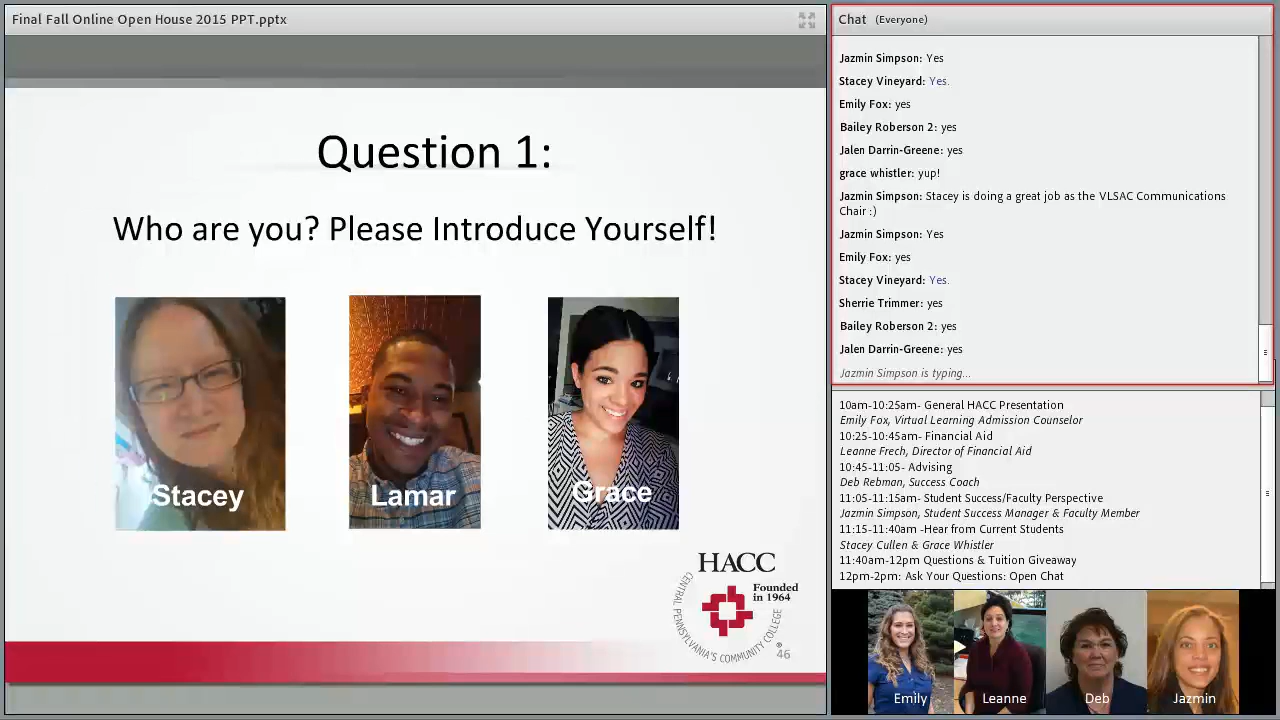 Final Fall Online Open House 2015 PPT.pptx
Question 1:
Who are you? Please Introduce Yourself!
Stacey
Lamar
Grace
HACC
Founded
in 1964
CENTRAL PENNSYLVANIA'S COMMUNITY COLLEGE
®
46
Chat (Everyone)
Jazmin Simpson: Yes
Stacey Vineyard: Yes.
Emily Fox: yes
Bailey Roberson 2: yes
Jalen Darrin-Greene: yes
grace whistler: yup!
Jazmin Simpson: Stacey is doing a great job as the VLSAC Communications
Chair :)
Jazmin Simpson: Yes
Emily Fox: yes
Stacey Vineyard: Yes.
Sherrie Trimmer: yes
Bailey Roberson 2: yes
Jalen Darrin-Greene: yes
Jazmin Simpson is typing...
10am-10:25am- General HACC Presentation
Emily Fox, Virtual Learning Admission Counselor
10:25-10:45am- Financial Aid
Leanne Frech, Director of Financial Aid
10:45-11:05- Advising
Deb Rebman, Success Coach
11:05-11:15am- Student Success/Faculty Perspective
Jazmin Simpson, Student Success Manager & Faculty Member
11:15-11:40am -Hear from Current Students
Stacey Cullen & Grace Whistler
11:40am-12pm Questions & Tuition Giveaway
12pm-2pm: Ask Your Questions: Open Chat
Emily
Leanne
Deb
Jazmin